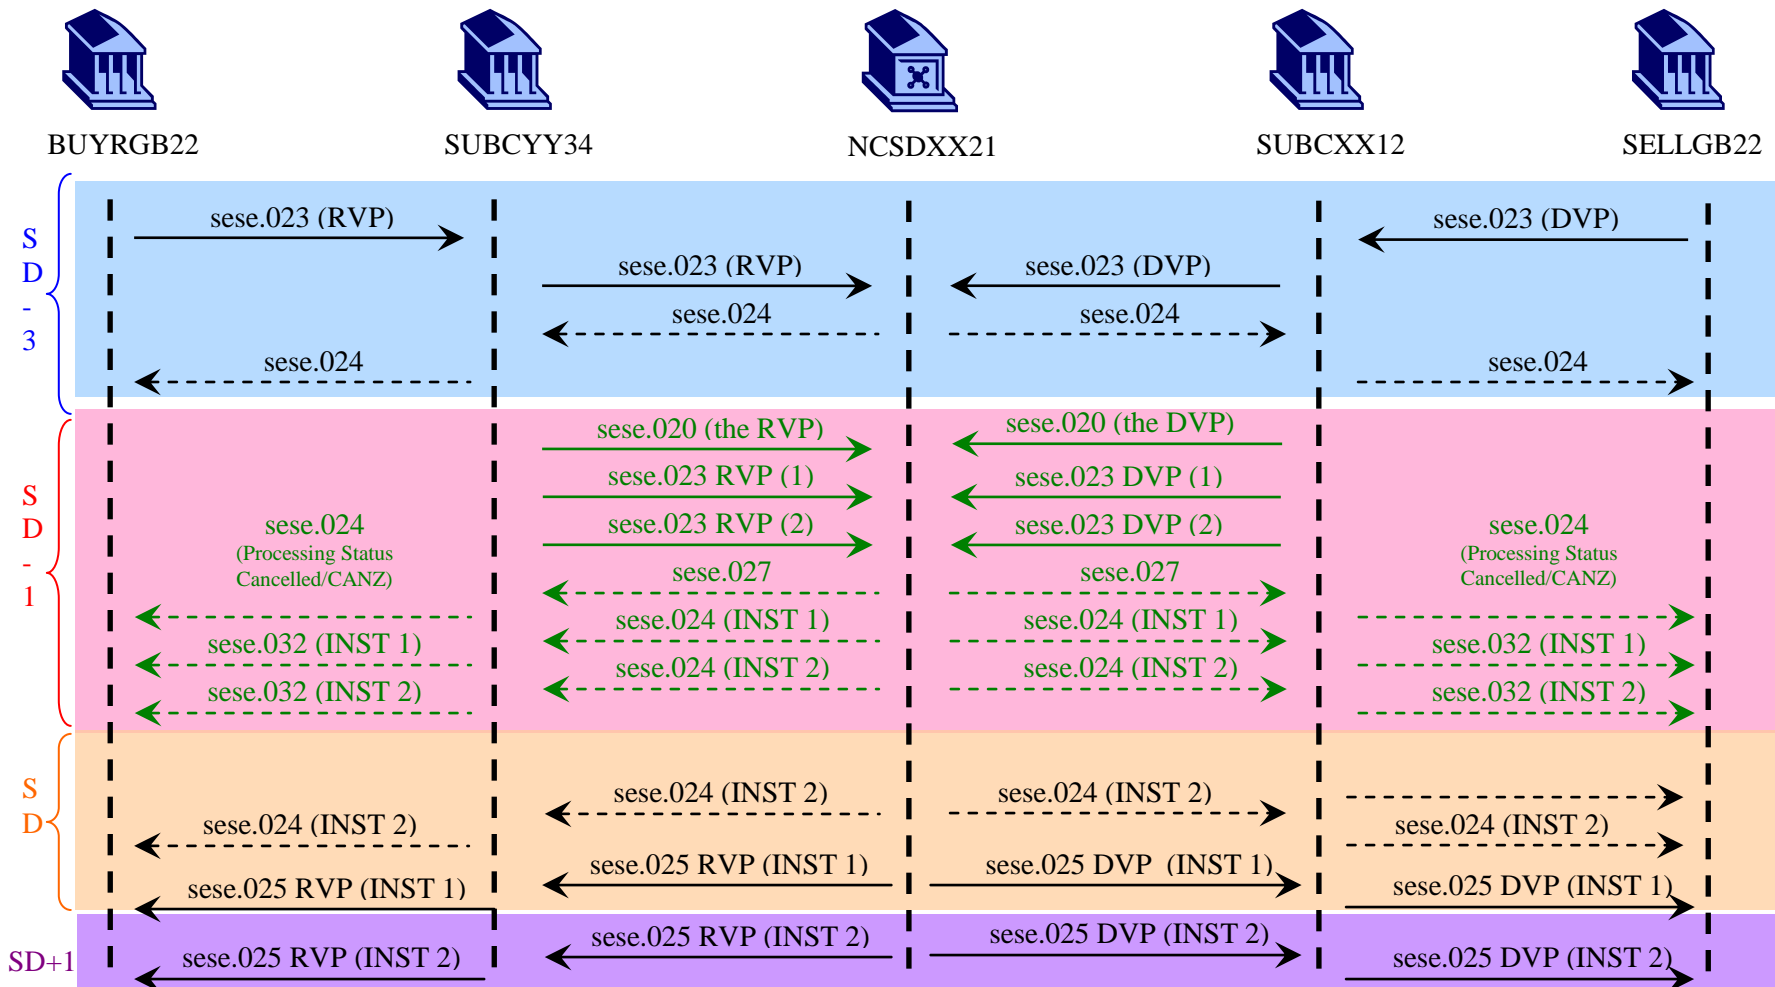 BUYRGB22
SUBCYY34
NCSDXX21
SUBCXX12
SELLGB22
S
D
-
3
sese.023 (RVP)
sese.023 (DVP)
sese.023 (RVP)
sese.023 (DVP)
sese.024
sese.024
sese.024
sese.024
S
D
-
1
sese.020 (the RVP)
sese.020 (the DVP)
sese.023 RVP (1)
sese.023 DVP (1)
sese.023 RVP (2)
sese.023 DVP (2)
sese.024
(Processing Status
Cancelled/CANZ)
sese.024
(Processing Status
Cancelled/CANZ)
sese.027
sese.027
sese.024 (INST 1)
sese.024 (INST 1)
sese.032 (INST 1)
sese.032 (INST 1)
sese.024 (INST 2)
sese.024 (INST 2)
sese.032 (INST 2)
sese.032 (INST 2)
S
D
sese.024 (INST 2)
sese.024 (INST 2)
sese.024 (INST 2)
sese.024 (INST 2)
sese.025 RVP (INST 1)
sese.025 DVP (INST 1)
sese.025 RVP (INST 1)
sese.025 DVP (INST 1)
SD+1
sese.025 RVP (INST 2)
sese.025 DVP (INST 2)
sese.025 RVP (INST 2)
sese.025 DVP (INST 2)